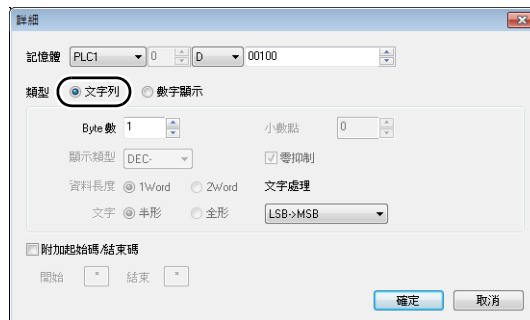 詳細
記憶體 PLC1 0 D 00100
類型 文字列 數字顯示
Byte 數 1 小數點 0
顯示類型 DEC- 零抑制
資料長度 1Word 2Word 文字處理
文字 半形 全形 LSB->MSB
附加起始碼/結束碼
開始 " 結束 "
確定 取消